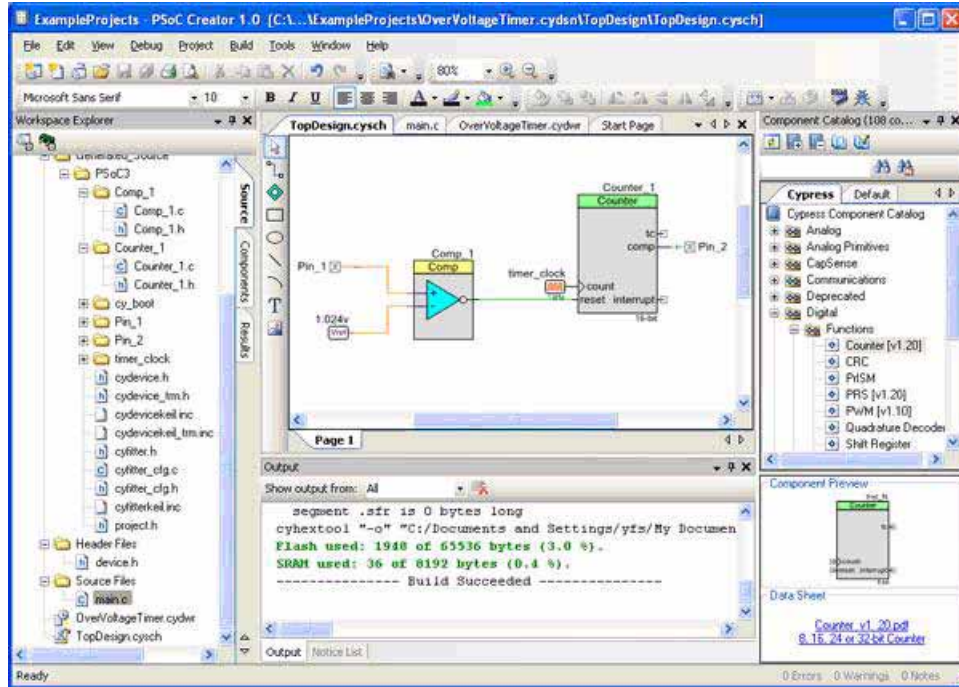 ExampleProjects - PSoC Creator 1.0 [C:\...\ExampleProjects\OverVoltageTimer.cydsn\TopDesign\TopDesign.cysch]
File Edit View Debug Project Build Tools Window Help
80%
Microsoft Sans Serif 10 B I U
Workspace Explorer
Generated_Source
PSoC3
Comp_1
Comp_1.c
Comp_1.h
Counter_1
Counter_1.c
Counter_1.h
cy_boot
Pin_1
Pin_2
timer_clock
cydevice.h
cydevice_trm.h
cydevicekeil.inc
cydevicekeil_trm.inc
cyfitter.h
cyfitter_cfg.c
cyfitter_cfg.h
cyfitterkeil.inc
project.h
Header Files
device.h
Source Files
main.c
OverVoltageTimer.cydwr
TopDesign.cysch
Source
Components
Results
TopDesign.cysch main.c OverVoltageTimer.cydwr Start Page
Counter_1
Counter
tc
comp
Pin_2
Comp_1
Comp
Pin_1
timer_clock
count
reset interrupt
16-bit
1.024v
Vref
Page 1
Output
Show output from: All
segment .sfr is 0 bytes long
cyhextool "-o" "C:/Documents and Settings/yfs/My Documen
Flash used: 1940 of 65536 bytes (3.0 %).
SRAM used: 36 of 8192 bytes (0.4 %).
--------------- Build Succeeded ---------------
Output Notice List
Component Catalog (108 co...
Cypress Default
Cypress Component Catalog
Analog
Analog Primitives
CapSense
Communications
Deprecated
Digital
Functions
Counter [v1.20]
CRC
PrISM
PRS [v1.20]
PWM [v1.10]
Quadrature Decoder
Shift Register
Component Preview
Counter
Data Sheet
Counter_v1_20.pdf
8, 16, 24 or 32-bit Counter
Ready
0 Errors 0 Warnings 0 Notes